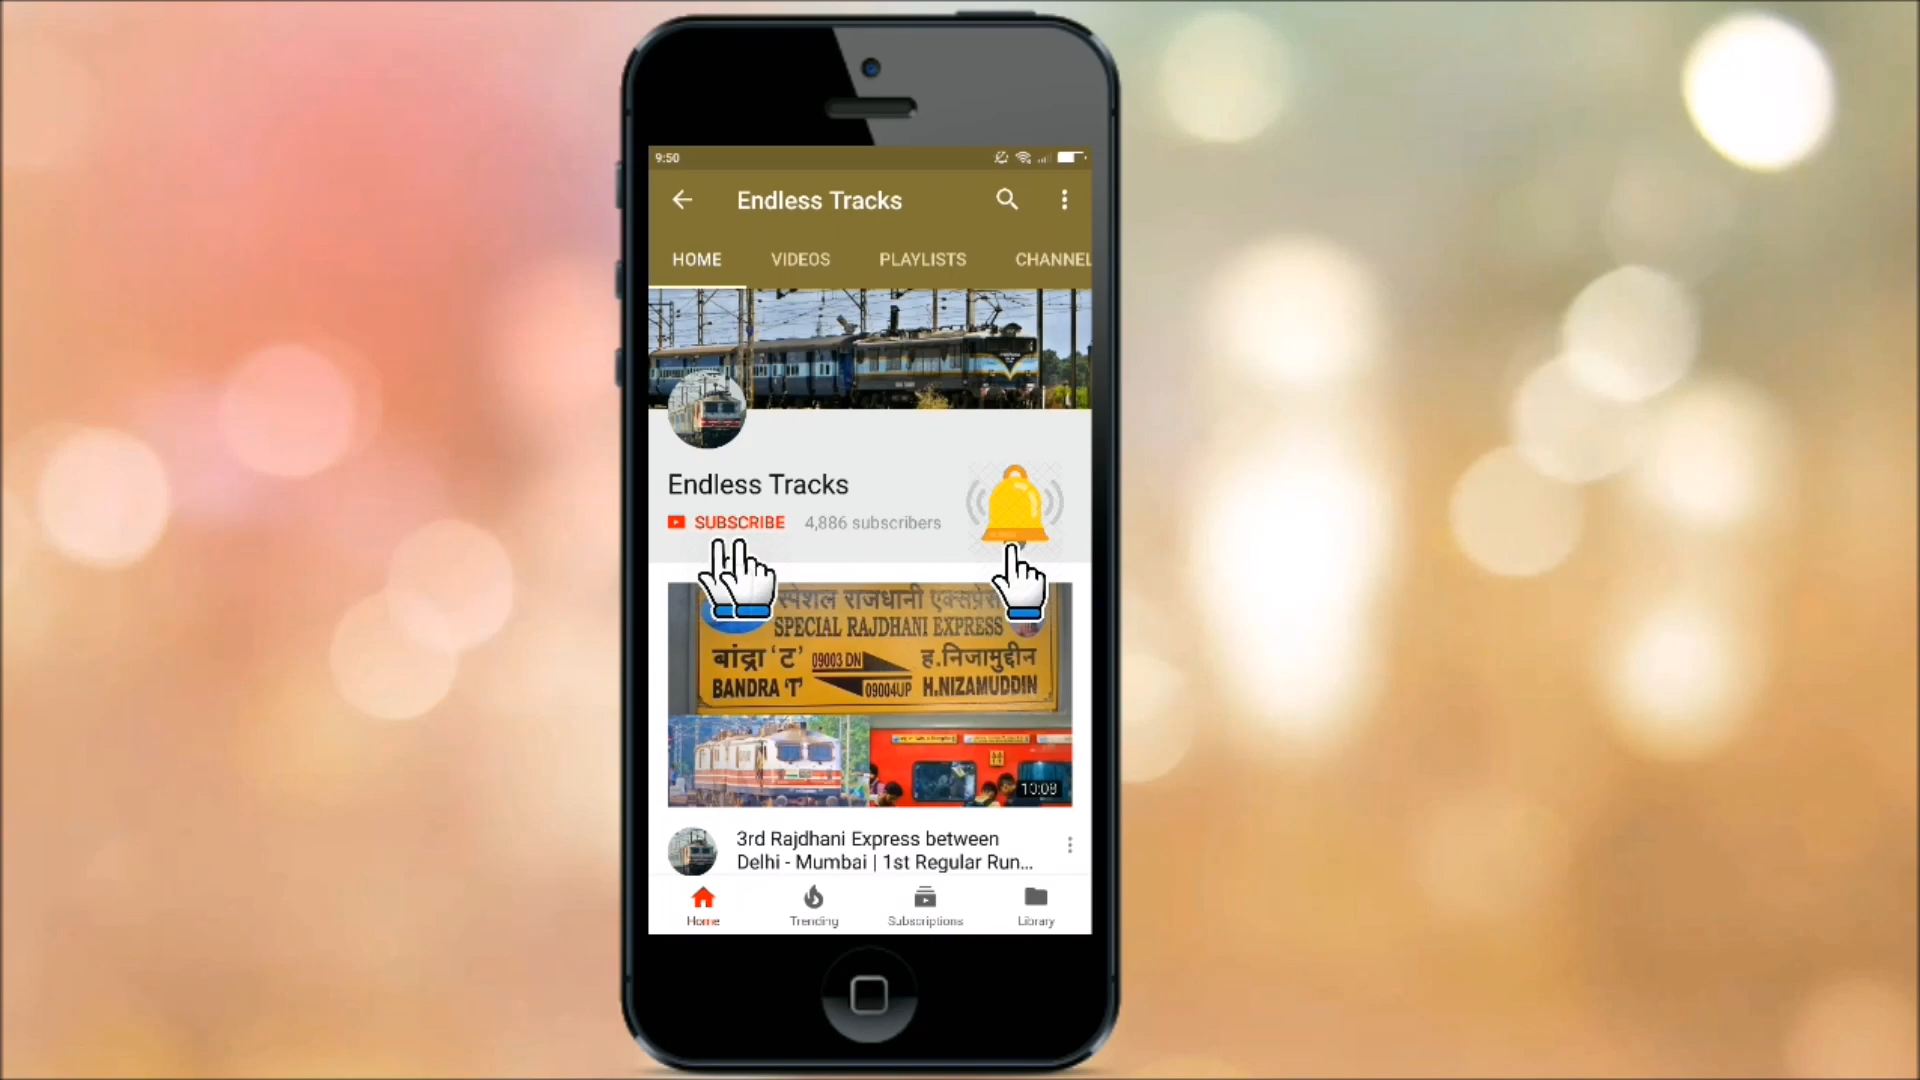 9:50
Endless Tracks
HOME VIDEOS PLAYLISTS CHANNEL
Endless Tracks
SUBSCRIBE 4,886 subscribers
स्पेशल राजधानी एक्सप्रेस
SPECIAL RAJDHANI EXPRESS
बांद्रा 'ट' 09003 DN ह.निजामुद्दीन
BANDRA 'T' 09004UP H.NIZAMUDDIN
10:08
3rd Rajdhani Express between
Delhi - Mumbai | 1st Regular Run...
Home Trending Subscriptions Library